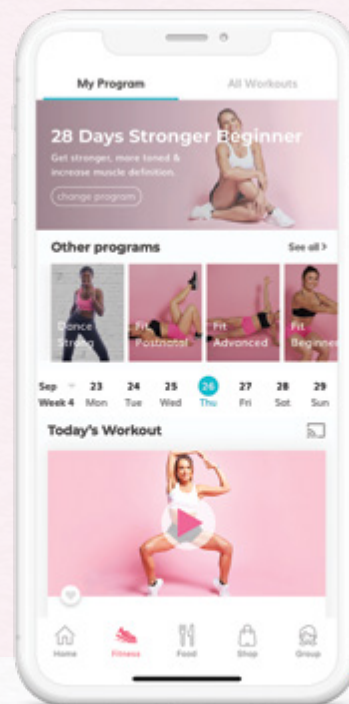 My Program All Workouts
28 Days Stronger Beginner
Get stronger, more toned &
increase muscle definition.
change program
Other programs See all >
Dance
Strong
Fit
Postnatal
Fit
Advanced
Fit
Beginner
Sep 23 24 25 26 27 28 29
Week 4 Mon Tue Wed Thu Fri Sat Sun
Today's Workout
Home Fitness Food Shop Group